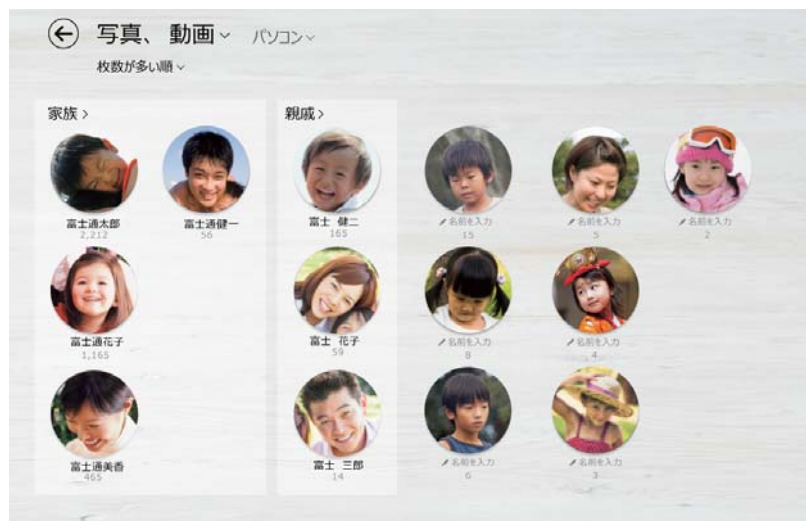 写真、 動画 パソコン
枚数が多い順
家族
富士通太郎
2,212
富士通健一
56
富士通花子
1,165
富士通美香
465
親戚
富士 健二
165
富士 花子
59
富士 三郎
14
名前を入力
15
名前を入力
5
名前を入力
2
名前を入力
8
名前を入力
4
名前を入力
6
名前を入力
3